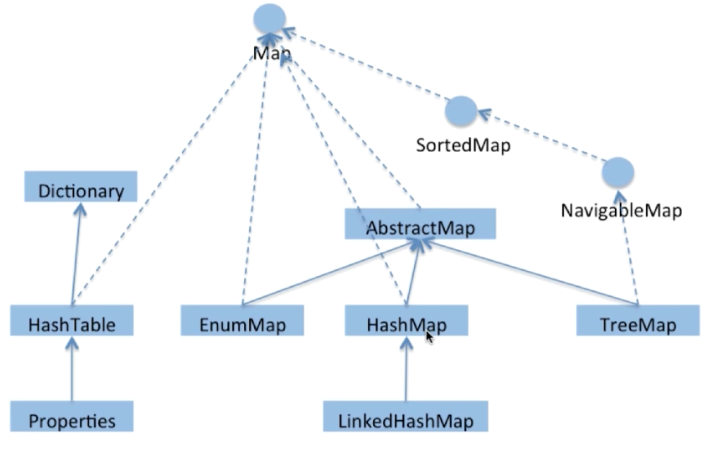 Map
SortedMap
Dictionary
NavigableMap
AbstractMap
HashTable
EnumMap
HashMap
TreeMap
Properties
LinkedHashMap